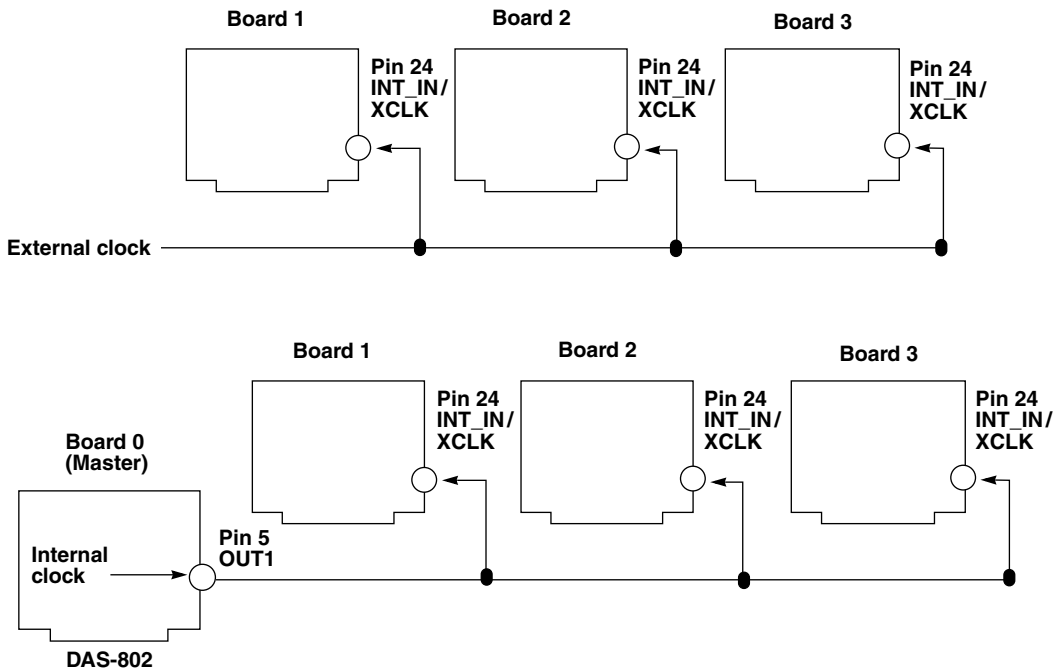 Board 1
Board 2
Board 3
Pin 24
INT_IN/
XCLK
Pin 24
INT_IN/
XCLK
Pin 24
INT_IN/
XCLK
External clock
Board 1
Board 2
Board 3
Pin 24
INT_IN/
XCLK
Pin 24
INT_IN/
XCLK
Pin 24
INT_IN/
XCLK
Board 0
(Master)
Pin 5
OUT1
Internal
clock
DAS-802